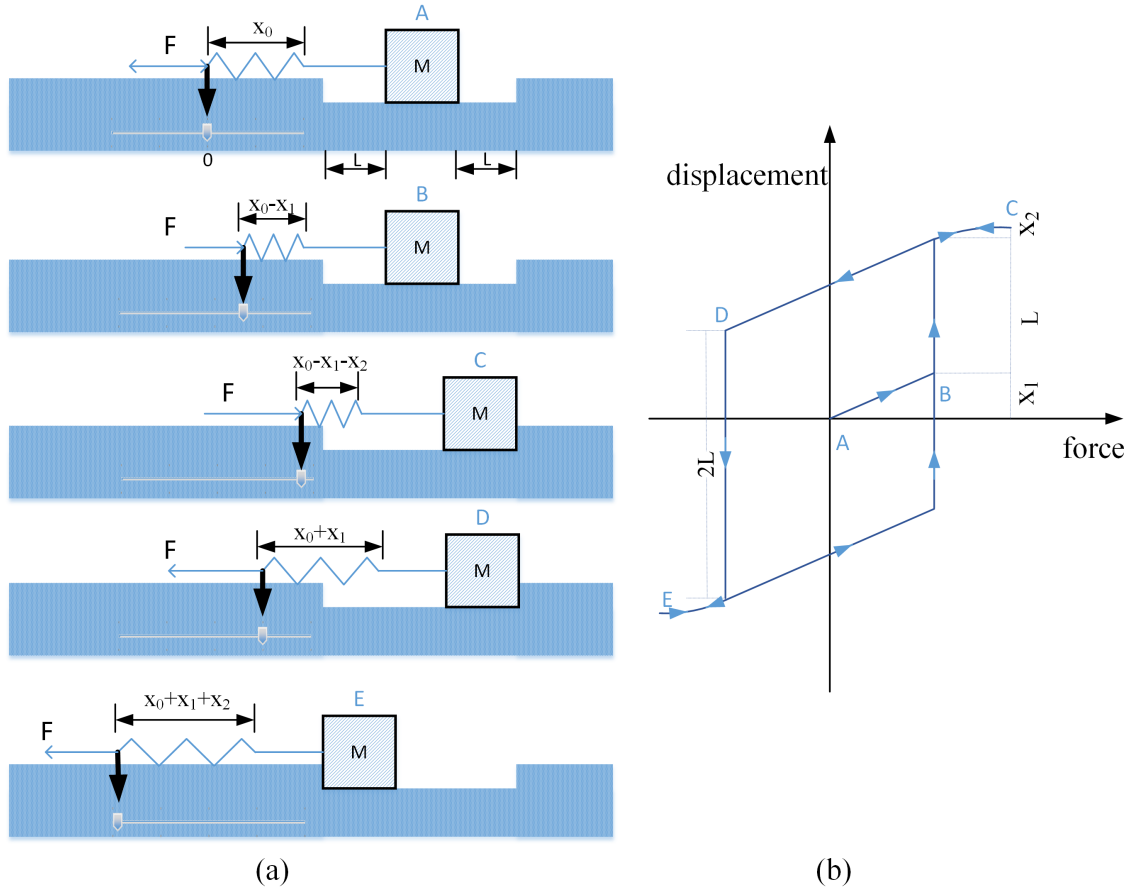 A
F
x₀
M
0
L
L
B
x₀-x₁
F
M
C
x₀-x₁-x₂
F
M
D
x₀+x₁
F
M
E
x₀+x₁+x₂
F
M
(a)
displacement
C
X₂
D
L
B
X₁
A
force
2L
E
(b)